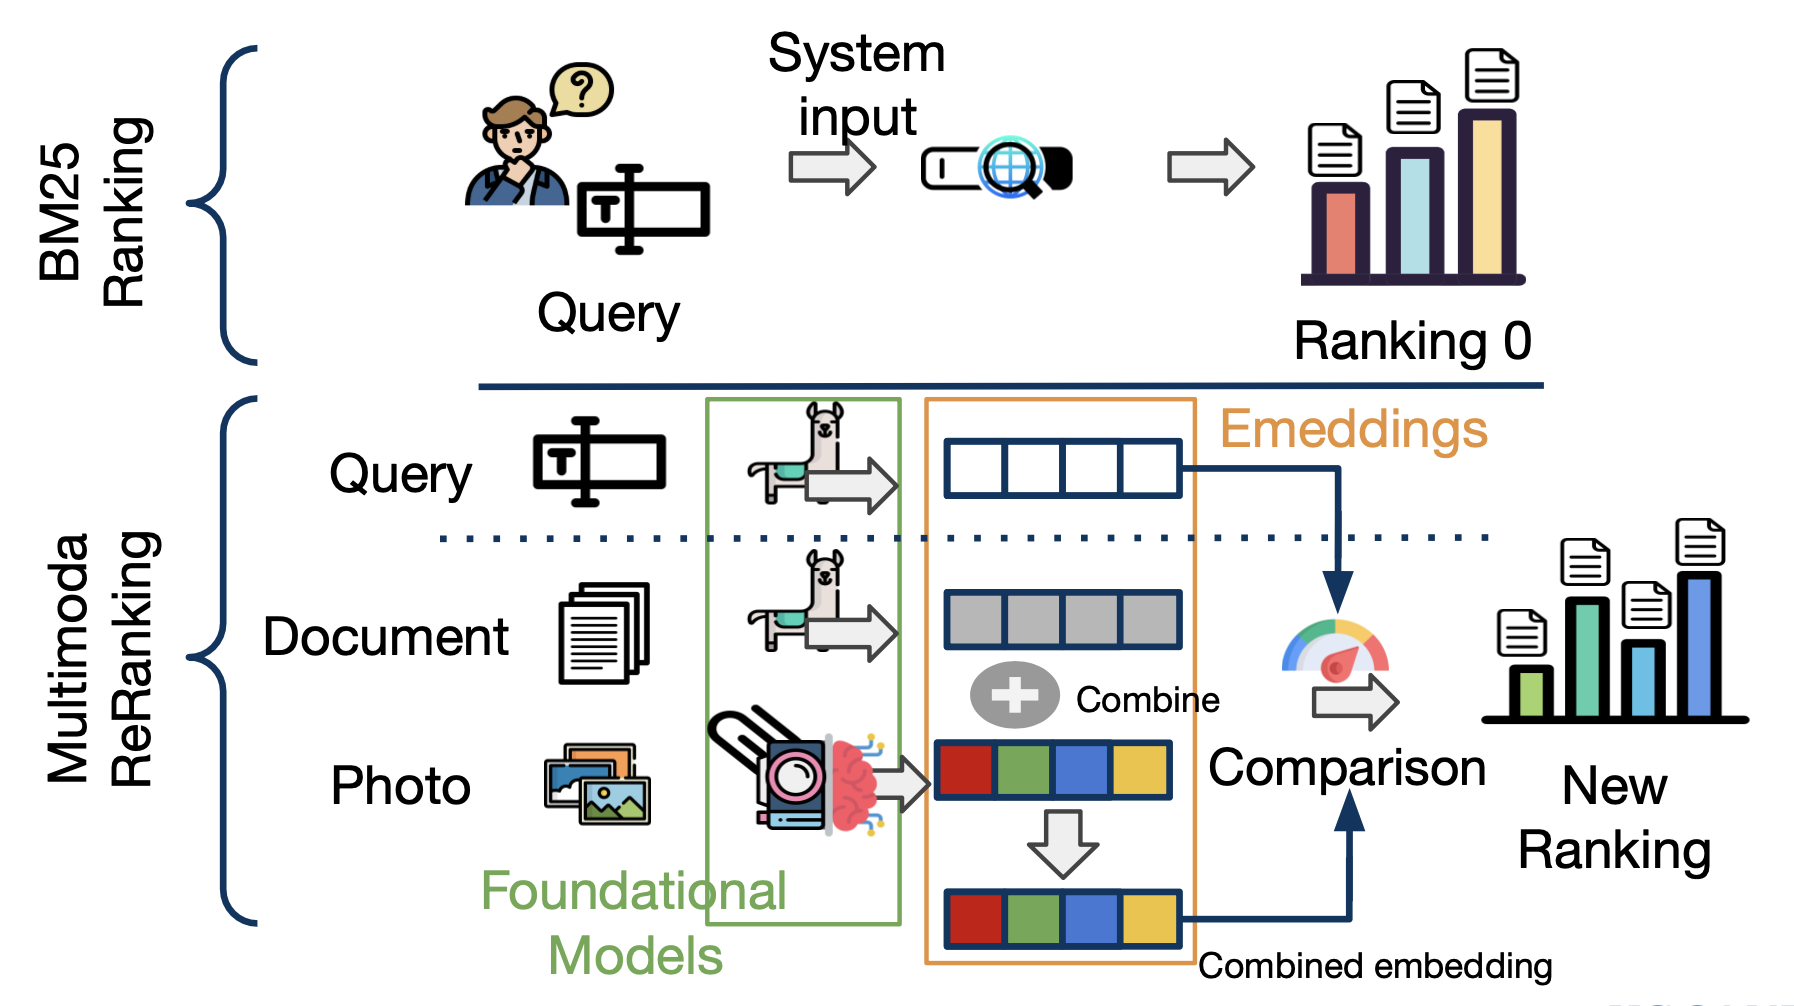 BM25
Ranking
System
input
Query
Ranking 0
Multimoda
ReRanking
Query
Emeddings
Document
Combine
Photo
Comparison
New
Ranking
Foundational
Models
Combined embedding